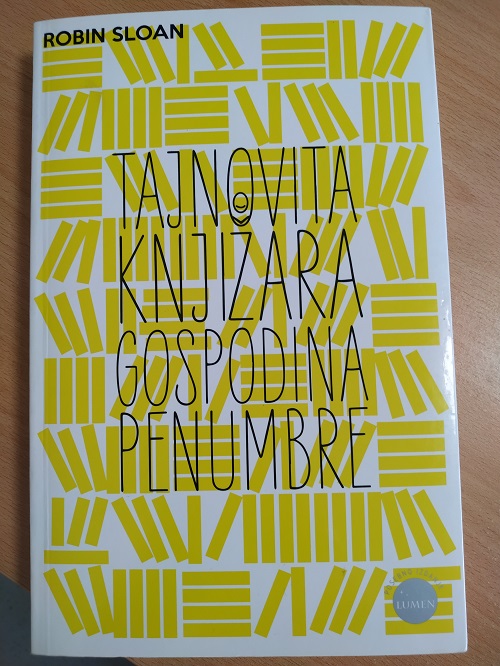 ROBIN SLOAN
TAJNOVITA
KNJIŽARA
GOSPODINA
PENUMBRE
LUMEN